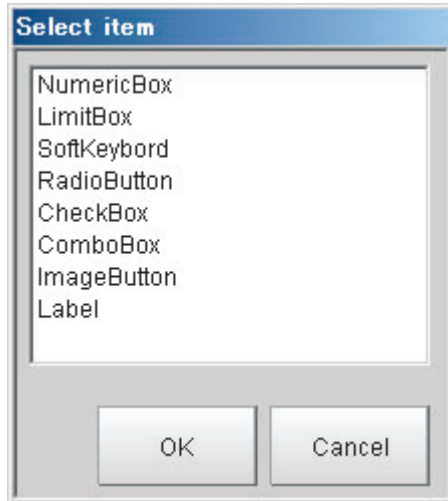 Select item
NumericBox
LimitBox
SoftKeybord
RadioButton
CheckBox
ComboBox
ImageButton
Label
OK
Cancel